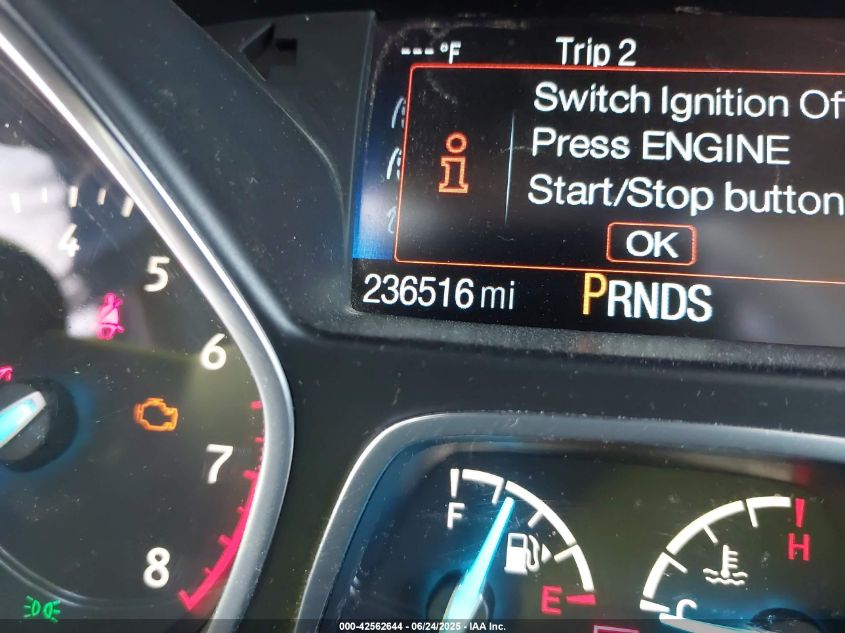 ---°F Trip 2
Switch Ignition Of
Press ENGINE
Start/Stop button
OK
236516 mi PRNDS
4
5
6
7
8
F
E
H
C
000-42562644 - 06/24/2025 - IAA Inc.